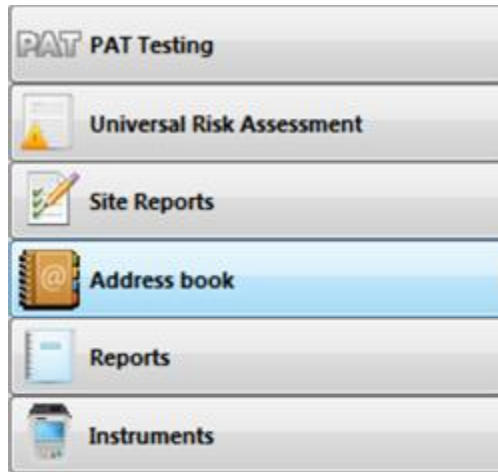 PAT PAT Testing
Universal Risk Assessment
Site Reports
@ Address book
Reports
Instruments